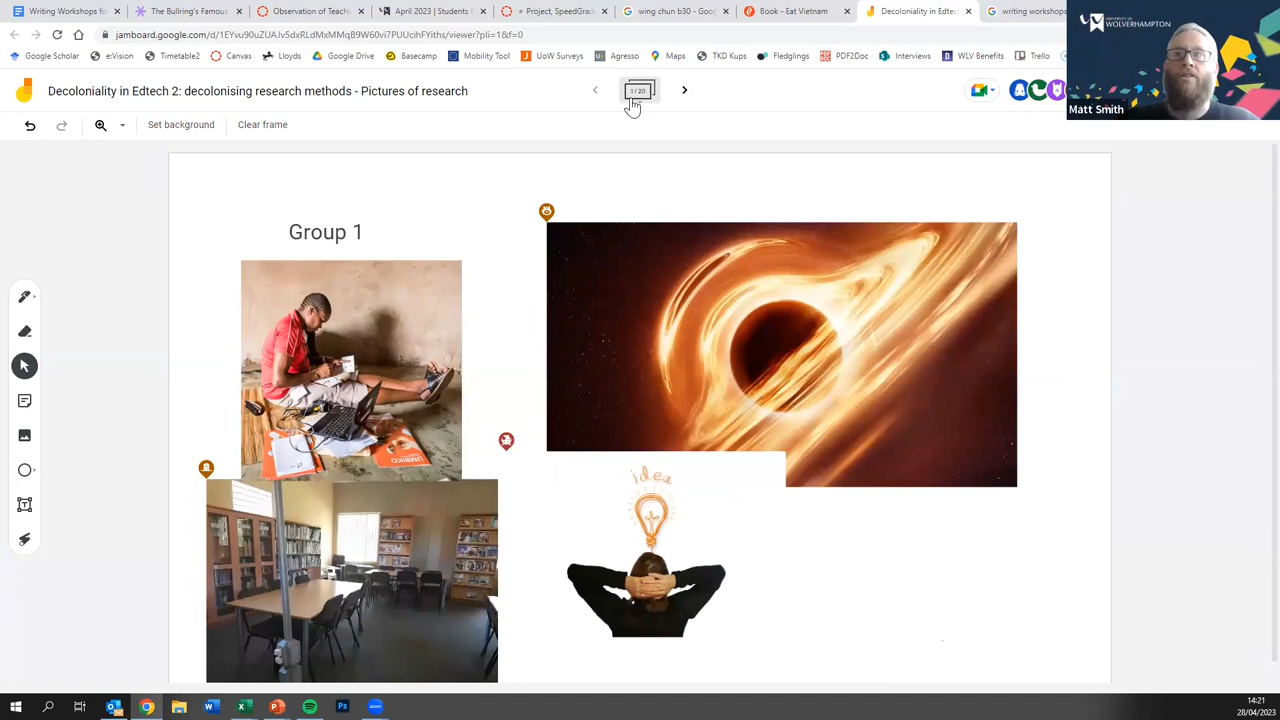 Writing Workshops for
The Bullring's Famous
Observation of Teachi
April 2023 | Students
Project, SpeedGrade
wing chun b30 - Goog
Book - Eat Vietnam
Decoloniality in Edtec
writing workshops
jamboard.google.com/d/1EYvu90uZUAJv5dxRLdMxMMqB9W60vi7PUVcihFYiths/viewer?pli=1&f=0
Google Scholar
e:Vision
Timetable2
Canvas
Lloyds
Google Drive
Basecamp
Mobility Tool
UoW Surveys
Agresso
Maps
TKD Kups
Fledglings
PDF2Doc
Interviews
WLV Benefits
Trello
UNIVERSITY OF
WOLVERHAMPTON
Matt Smith
Decoloniality in Edtech 2: decolonising research methods - Pictures of research
1 / 20
Set background
Clear frame
Group 1
idea
14:21
28/04/2023